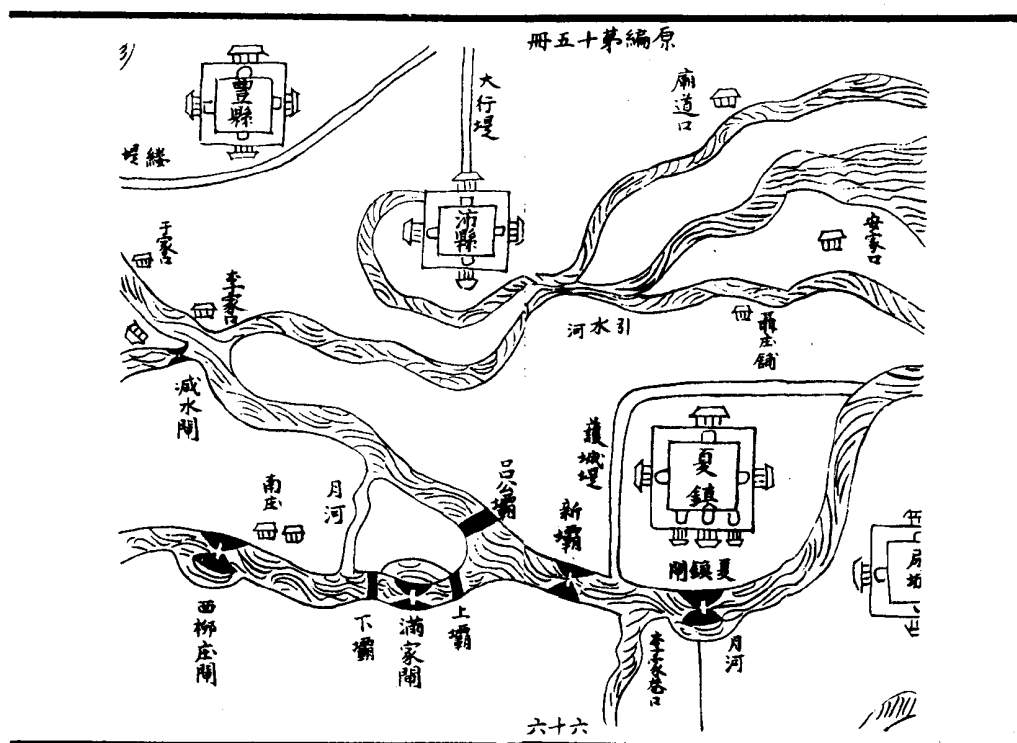 原編第十五冊
豐縣
大行堤
廟道口
縷堤
沛縣
安家口
于家口
李家口
引水河
聶庄舖
減水閘
護城堤
夏鎮
呂公壩
新壩
南庄
月河
夏鎮閘
西柳庄閘
下壩
滿家閘
上壩
李家巷口
月河
六十六